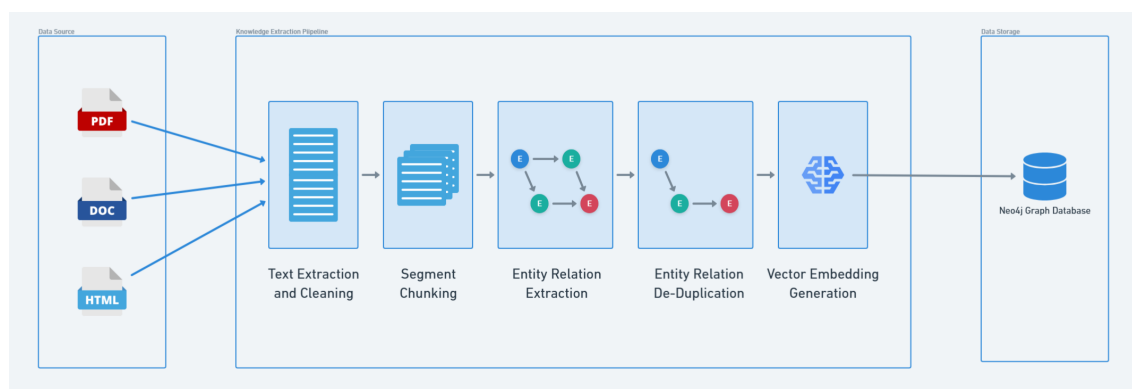 Data Source
Knowledge Extraction Pipeline
Data Storage
PDF
DOC
HTML
E
E
E
E
E
E
E
Text Extraction
and Cleaning
Segment
Chunking
Entity Relation
Extraction
Entity Relation
De-Duplication
Vector Embedding
Generation
Neo4j Graph Database